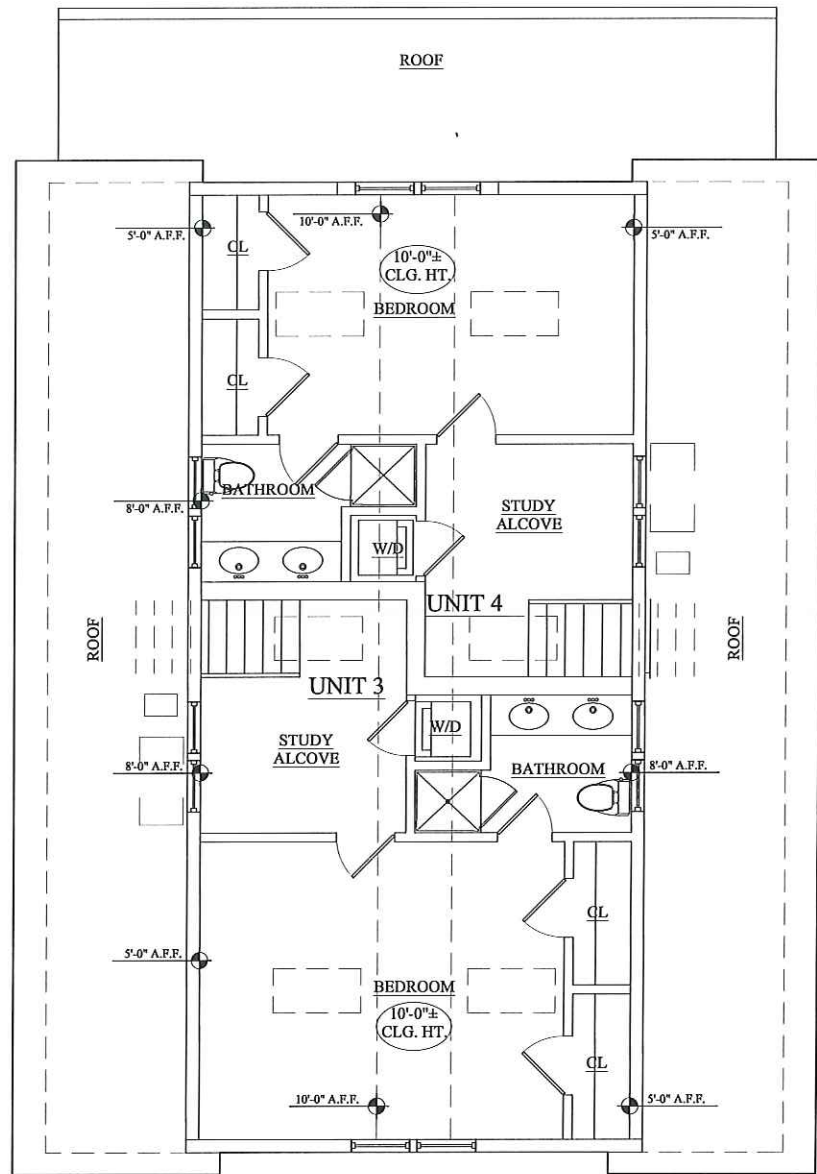 ROOF
10'-0" A.F.F.
5'-0" A.F.F.
5'-0" A.F.F.
CL
10'-0"±
CLG. HT.
BEDROOM
CL
BATHROOM
8'-0" A.F.F.
STUDY
ALCOVE
W/D
UNIT 4
ROOF
ROOF
UNIT 3
W/D
STUDY
ALCOVE
BATHROOM
8'-0" A.F.F.
8'-0" A.F.F.
CL
5'-0" A.F.F.
BEDROOM
10'-0"±
CLG. HT.
CL
10'-0" A.F.F.
5'-0" A.F.F.